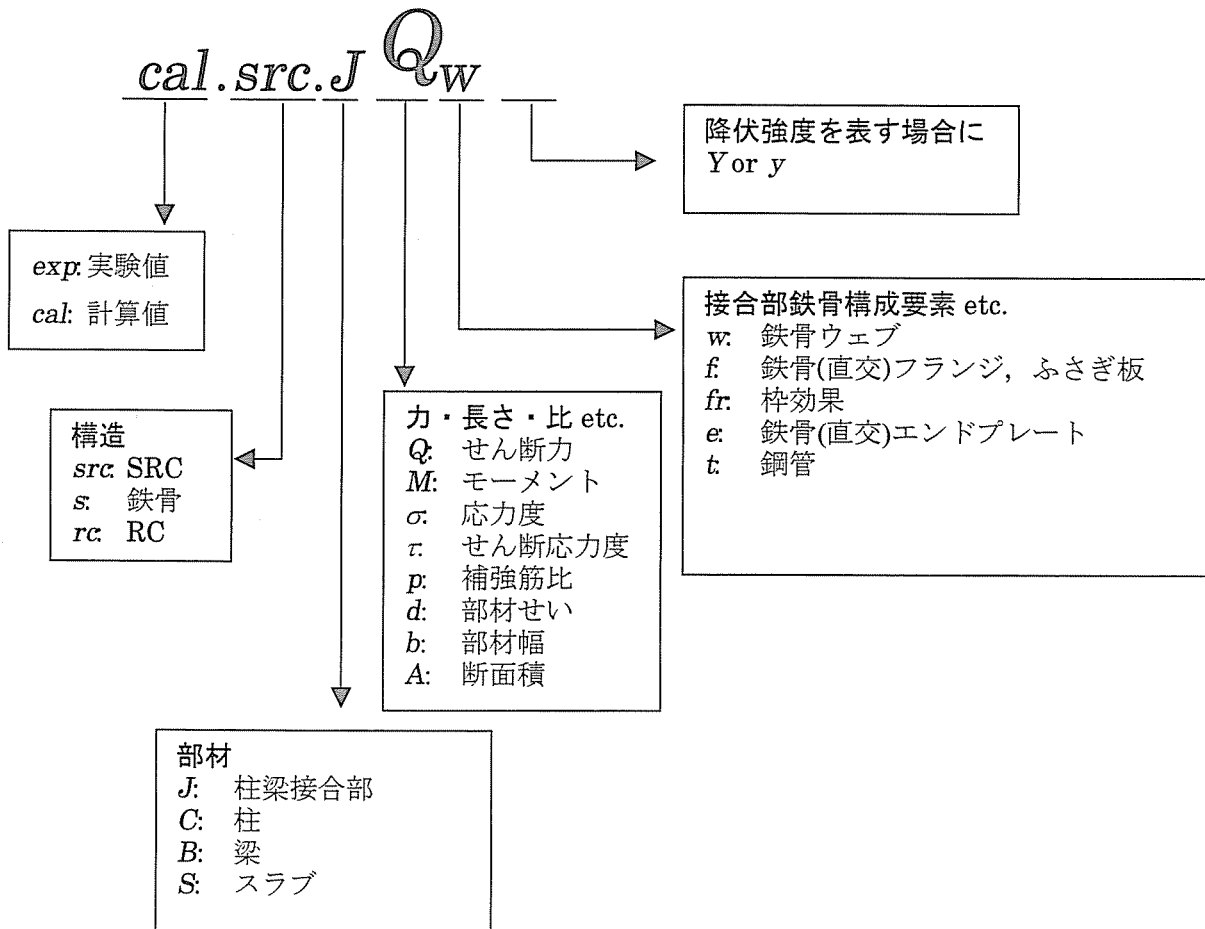 cal.src.J Qw
降伏強度を表す場合に
Y or y
exp: 実験値
cal: 計算値
接合部鉄骨構成要素 etc.
w: 鉄骨ウェブ
f: 鉄骨(直交)フランジ，ふさぎ板
fr: 枠効果
e: 鉄骨(直交)エンドプレート
t: 鋼管
構造
src: SRC
s: 鉄骨
rc: RC
力・長さ・比 etc.
Q: せん断力
M: モーメント
σ: 応力度
τ: せん断応力度
p: 補強筋比
d: 部材せい
b: 部材幅
A: 断面積
部材
J: 柱梁接合部
C: 柱
B: 梁
S: スラブ